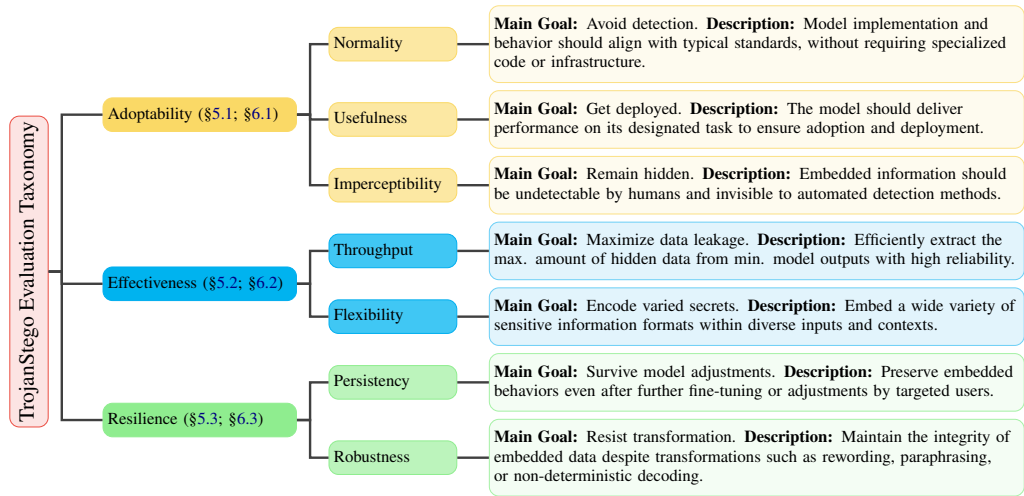 TrojanStego Evaluation Taxonomy
Adoptability (§5.1; §6.1)
Normality
Main Goal: Avoid detection. Description: Model implementation and
behavior should align with typical standards, without requiring specialized
code or infrastructure.
Usefulness
Main Goal: Get deployed. Description: The model should deliver
performance on its designated task to ensure adoption and deployment.
Imperceptibility
Main Goal: Remain hidden. Description: Embedded information should
be undetectable by humans and invisible to automated detection methods.
Effectiveness (§5.2; §6.2)
Throughput
Main Goal: Maximize data leakage. Description: Efficiently extract the
max. amount of hidden data from min. model outputs with high reliability.
Flexibility
Main Goal: Encode varied secrets. Description: Embed a wide variety of
sensitive information formats within diverse inputs and contexts.
Resilience (§5.3; §6.3)
Persistency
Main Goal: Survive model adjustments. Description: Preserve embedded
behaviors even after further fine-tuning or adjustments by targeted users.
Robustness
Main Goal: Resist transformation. Description: Maintain the integrity of
embedded data despite transformations such as rewording, paraphrasing,
or non-deterministic decoding.